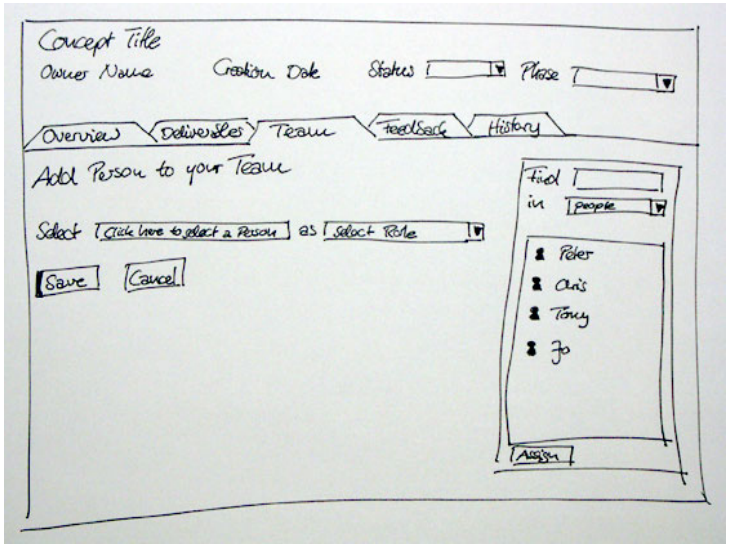 Concept Title
Owner Name Creation Date Status Phase
Overview Deliverables Team Feedback History
Add Person to your Team
Select Click here to select a Person as Select Role
Save Cancel
Find
in people
Peter
Chris
Tony
Jo
Assign